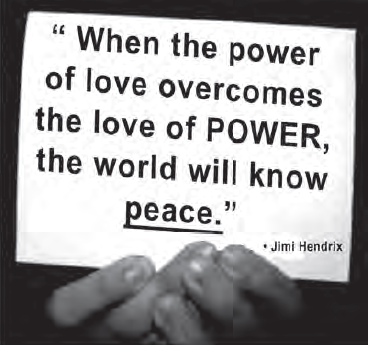 “ When the power
of love overcomes
the love of POWER,
the world will know
peace.”
• Jimi Hendrix